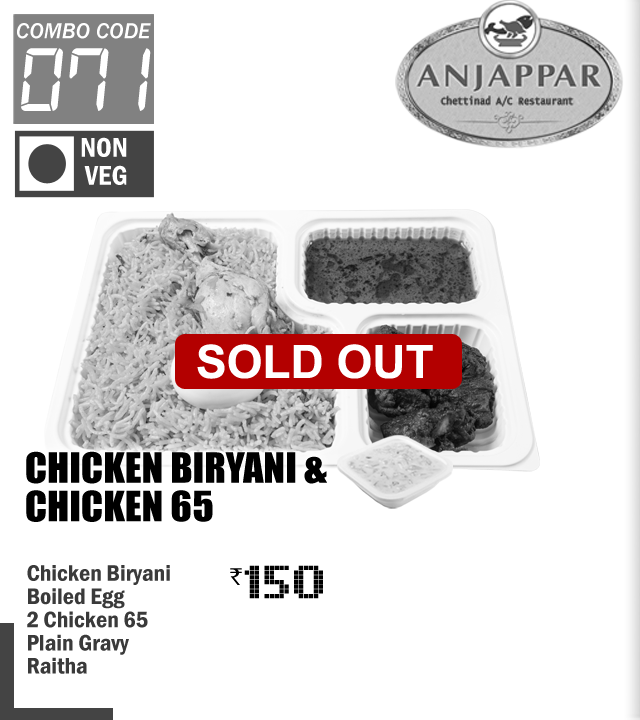 COMBO CODE
071
NON
VEG
ANJAPPAR
Chettinad A/C Restaurant
SOLD OUT
CHICKEN BIRYANI &
CHICKEN 65
Chicken Biryani
Boiled Egg
2 Chicken 65
Plain Gravy
Raitha
₹150